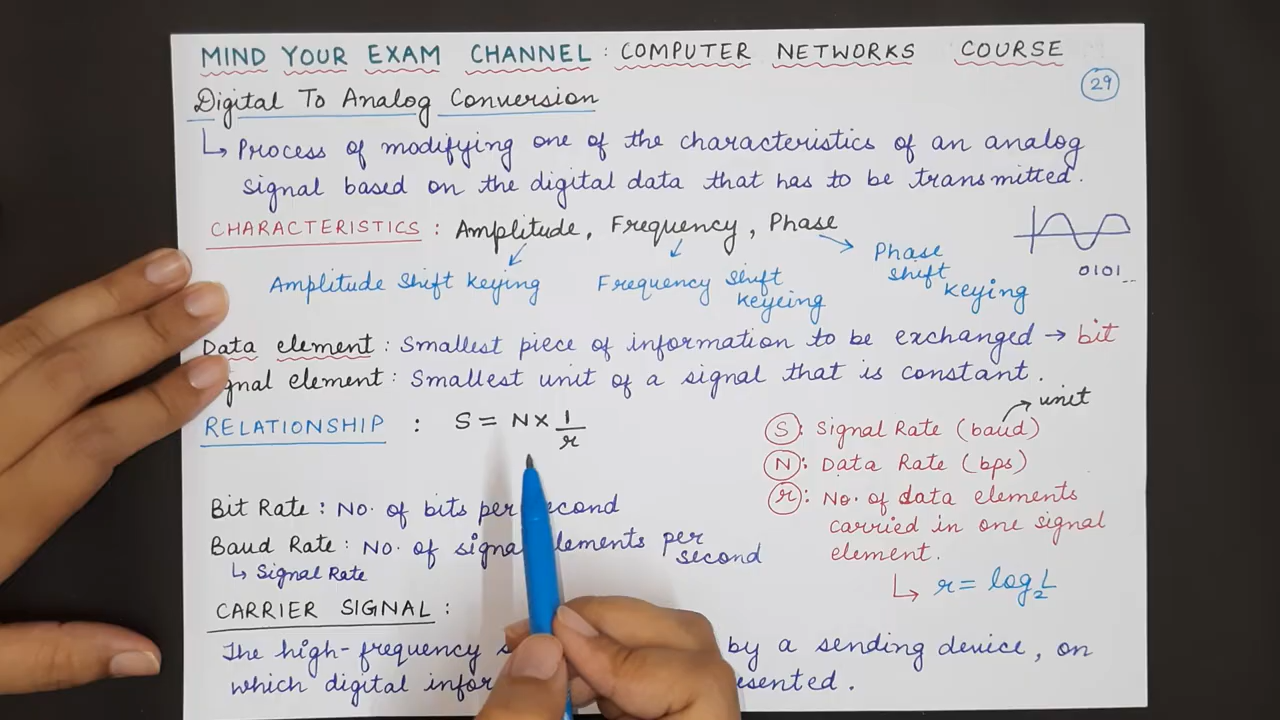 MIND YOUR EXAM CHANNEL : COMPUTER NETWORKS COURSE
29
Digital To Analog Conversion
↳ Process of modifying one of the characteristics of an analog
signal based on the digital data that has to be transmitted.
CHARACTERISTICS : Amplitude, Frequency, Phase
Amplitude Shift Keying
Frequency Shift
Keyeing
Phase
shift
Keying
0101...
Data element : Smallest piece of information to be exchanged → bit
element : Smallest unit of a signal that is constant.
RELATIONSHIP : S = N × 1/r
unit
S : Signal Rate (baud)
N : Data Rate (bps)
r : No. of data elements
carried in one signal
element.
↳ r = log₂L
Bit Rate : No. of bits per second
Baud Rate : No. of signal elements per
second
↳ Signal Rate
CARRIER SIGNAL :
The high-frequency by a sending device, on
which digital